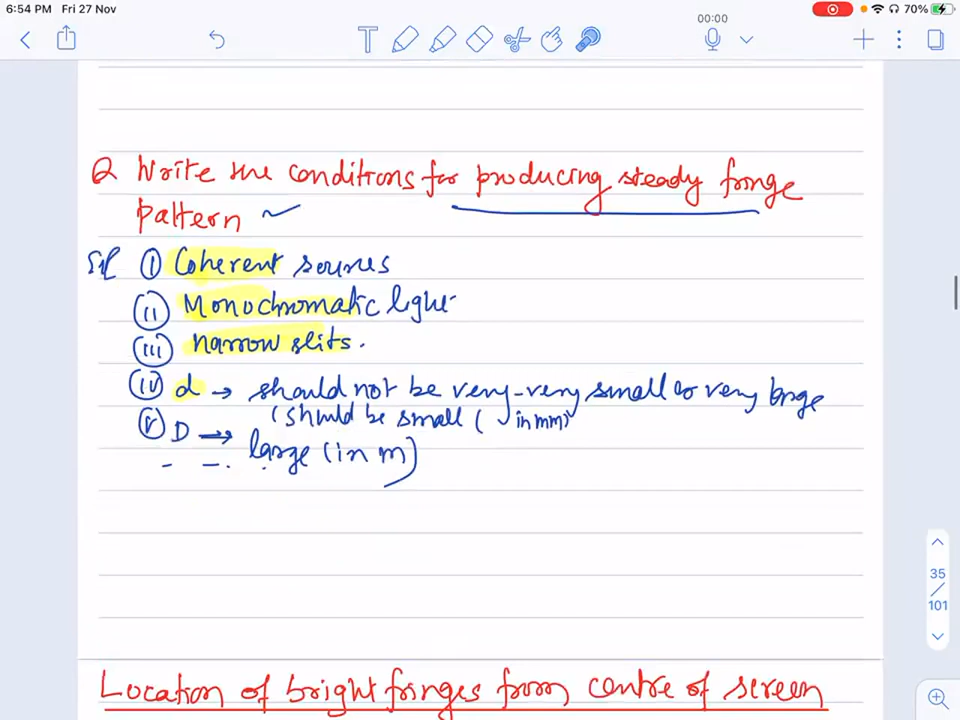 6:54 PM Fri 27 Nov
70%
00:00
T
Q Write the conditions for producing steady fringe
pattern
Sol (i) Coherent sources
(ii) Monochromatic light
(iii) narrow slits.
(iv) d → should not be very-very small or very large
(should be small (in mm)
(v) D → large (in m)
35
/
101
Location of bright fringes from centre of screen